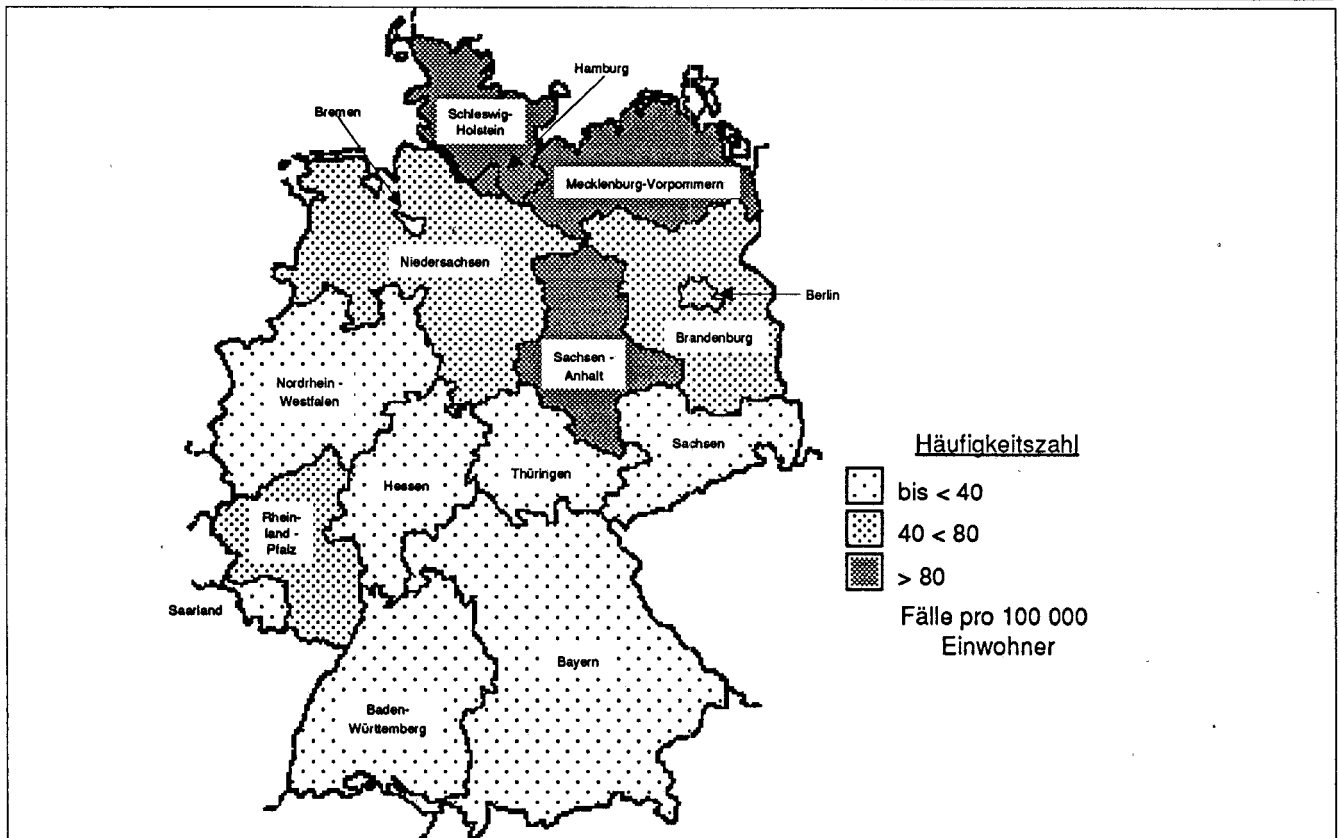 Hamburg
Bremen
Schleswig-
Holstein
Mecklenburg-Vorpommern
Niedersachsen
Berlin
Brandenburg
Sachsen -
Anhalt
Nordrhein -
Westfalen
Sachsen
Thüringen
Hessen
Rhein-
land -
Pfalz
Saarland
Bayern
Baden-
Württemberg
Häufigkeitszahl
bis < 40
40 < 80
> 80
Fälle pro 100 000
Einwohner